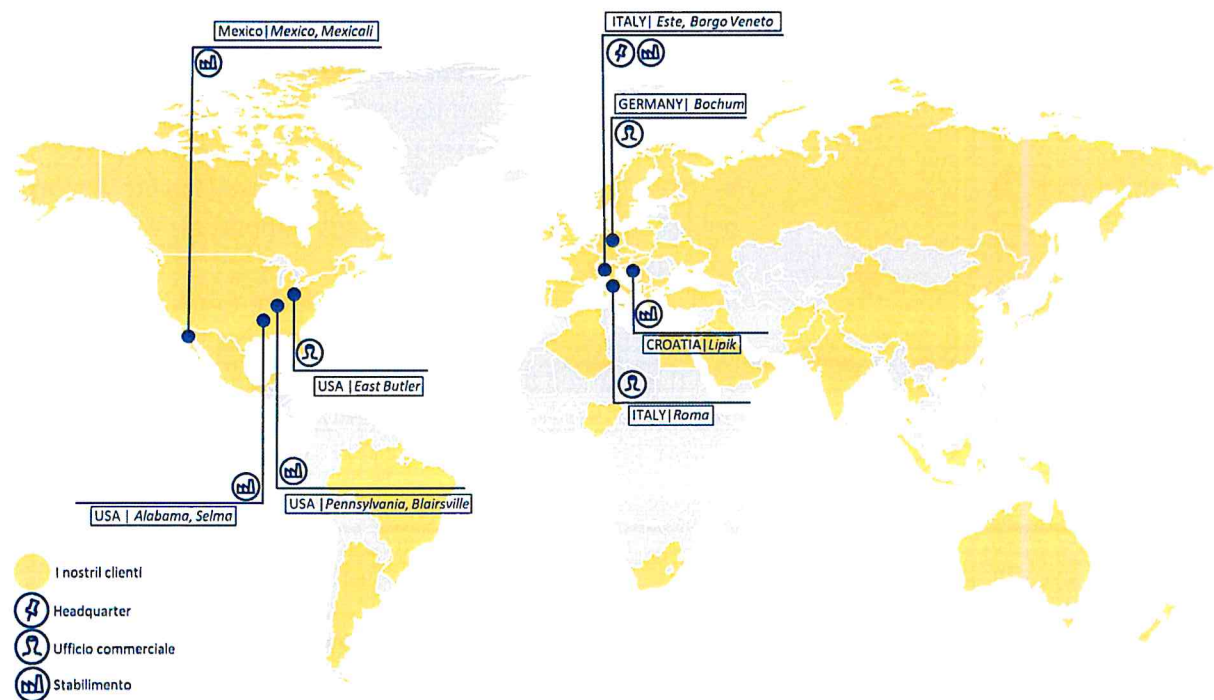 Mexico|Mexico, Mexicali
ITALY| Este, Borgo Veneto
GERMANY| Bochum
CROATIA|Lipik
USA |East Butler
ITALY|Roma
USA |Pennsylvania, Blairsville
USA | Alabama, Selma
I nostril clienti
Headquarter
Ufficio commerciale
Stabilimento